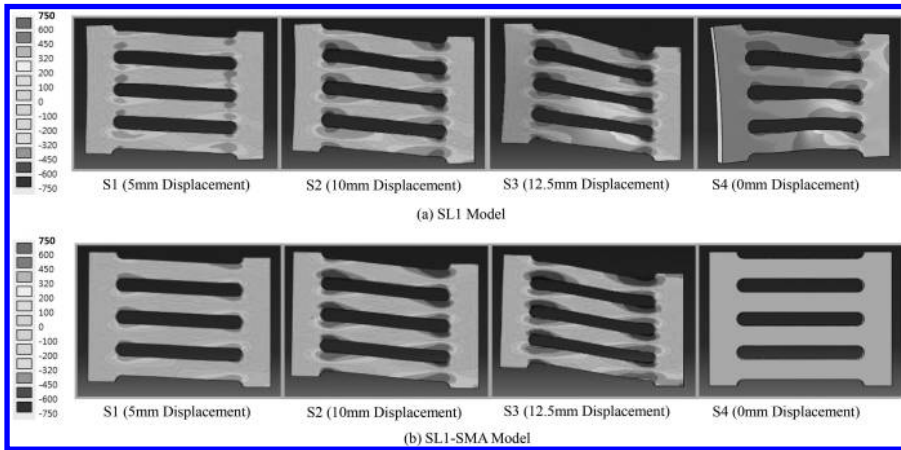 750
600
450
320
200
100
0
-100
-200
-320
-450
-600
-750
S1 (5mm Displacement)
S2 (10mm Displacement)
S3 (12.5mm Displacement)
S4 (0mm Displacement)
(a) SL1 Model
750
600
450
320
200
100
0
-100
-200
-320
-450
-600
-750
S1 (5mm Displacement)
S2 (10mm Displacement)
S3 (12.5mm Displacement)
S4 (0mm Displacement)
(b) SL1-SMA Model